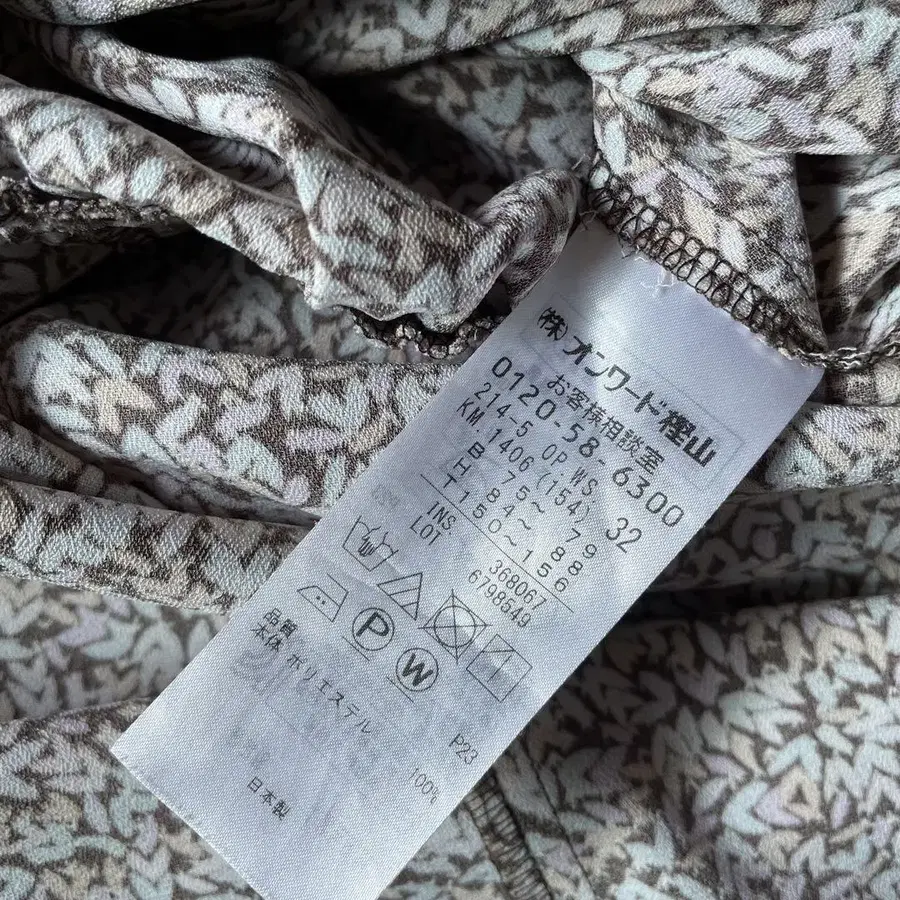 ㈱オンワード樫山
お客様相談室
0120-58-6300
214-5 OP WS
KM.1406(154) 32
B 75～ 79
H 84～ 88
T150～156
INS. 368067
LOT 6798549
P
W
品質 P23
本体 ポリエステル 100%
日本製